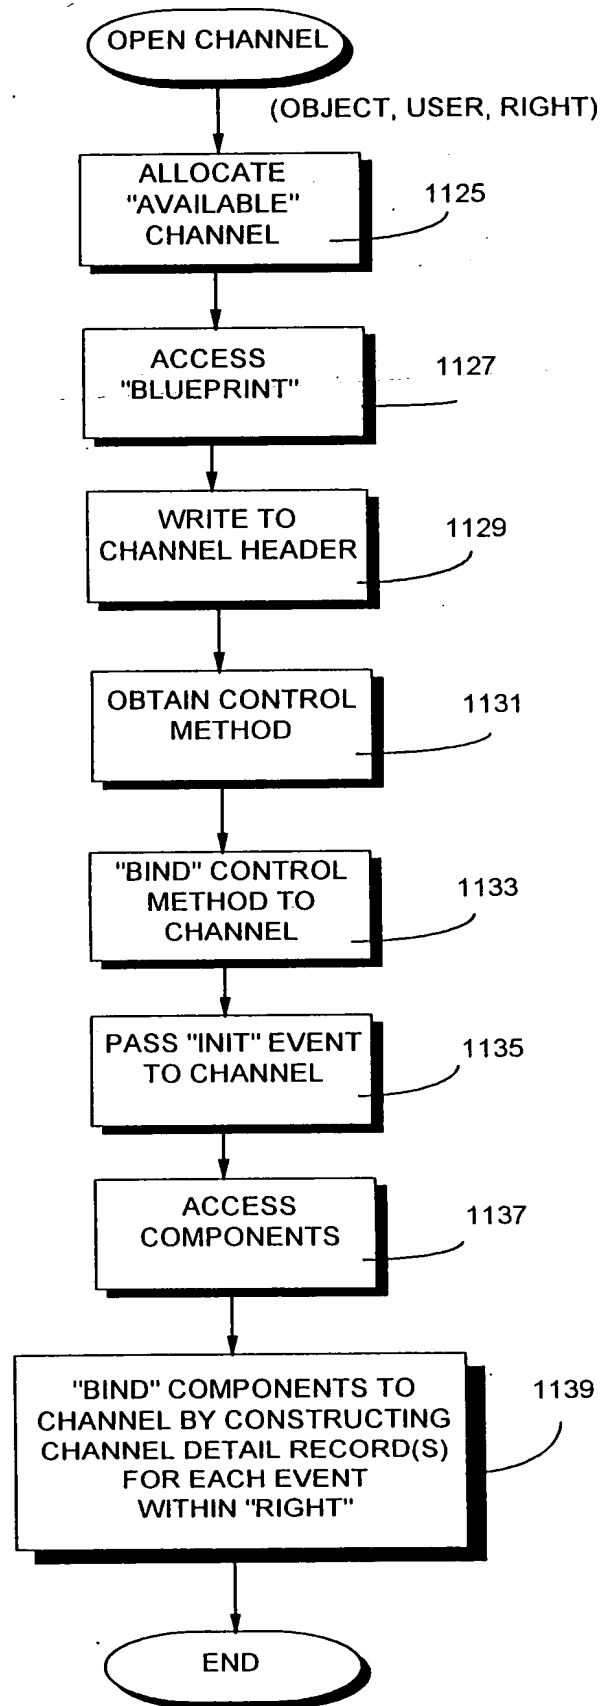 OPEN CHANNEL
(OBJECT, USER, RIGHT)
ALLOCATE
"AVAILABLE"
CHANNEL
1125
ACCESS
"BLUEPRINT"
1127
WRITE TO
CHANNEL HEADER
1129
OBTAIN CONTROL
METHOD
1131
"BIND" CONTROL
METHOD TO
CHANNEL
1133
PASS "INIT" EVENT
TO CHANNEL
1135
ACCESS
COMPONENTS
1137
"BIND" COMPONENTS TO
CHANNEL BY CONSTRUCTING
CHANNEL DETAIL RECORD(S)
FOR EACH EVENT
WITHIN "RIGHT"
1139
END